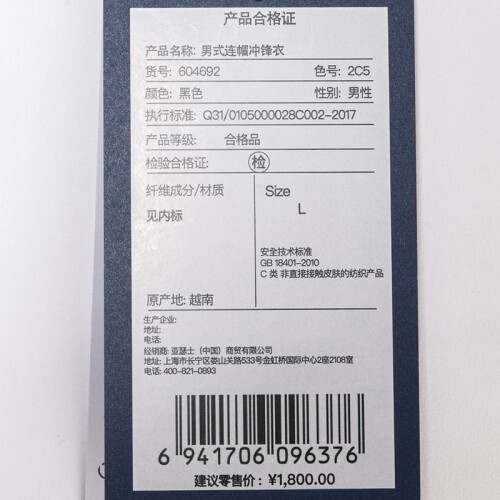 产品合格证
产品名称: 男式连帽冲锋衣
货号: 604692 色号: 2C5
颜色: 黑色 性别: 男性
执行标准: Q31/0105000028C002-2017
产品等级: 合格品
检验合格证: 检
纤维成分/材质 Size
见内标 L
安全技术标准
GB 18401-2010
C 类 非直接接触皮肤的纺织产品
原产地: 越南
生产企业:
地址:
电话:
经销商: 亚瑟士（中国）商贸有限公司
地址: 上海市长宁区娄山关路533号金虹桥国际中心2座2108室
电话: 400-821-0893
6 941706 096376
建议零售价: ¥1,800.00